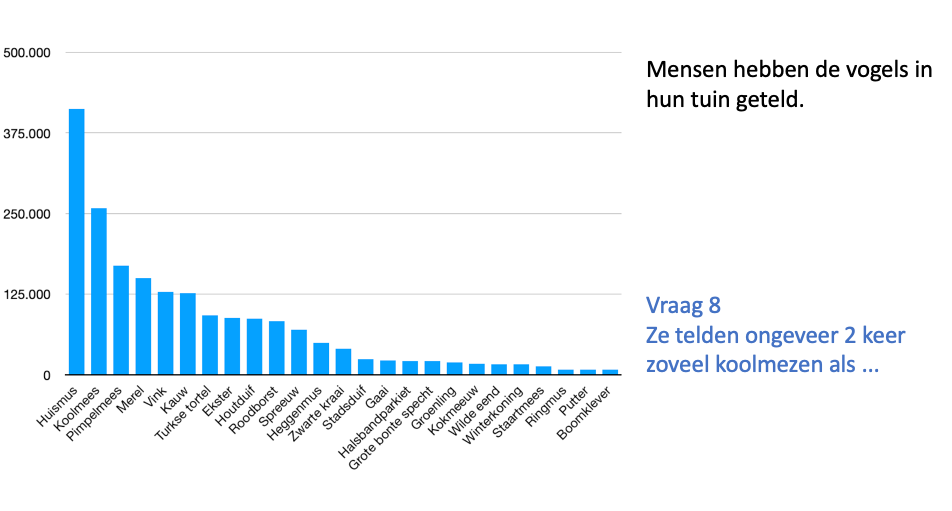 500.000
375.000
250.000
125.000
0
Huismus
Koolmees
Pimpelmees
Merel
Vink
Kauw
Turkse tortel
Ekster
Houtduif
Roodborst
Spreeuw
Heggenmus
Zwarte kraai
Stadsduif
Gaai
Halsbandparkiet
Grote bonte specht
Groenling
Kokmeeuw
Wilde eend
Winterkoning
Staartmees
Ringmus
Putter
Boomklever
Mensen hebben de vogels in
hun tuin geteld.
Vraag 8
Ze telden ongeveer 2 keer
zoveel koolmezen als ...